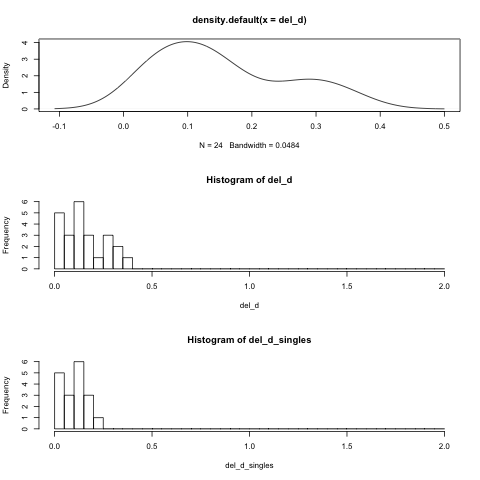 density.default(x = del_d)
Density
0 1 2 3 4
-0.1 0.0 0.1 0.2 0.3 0.4 0.5
N = 24 Bandwidth = 0.0484
Histogram of del_d
Frequency
0 1 2 3 4 5 6
0.0 0.5 1.0 1.5 2.0
del_d
Histogram of del_d_singles
Frequency
0 1 2 3 4 5 6
0.0 0.5 1.0 1.5 2.0
del_d_singles